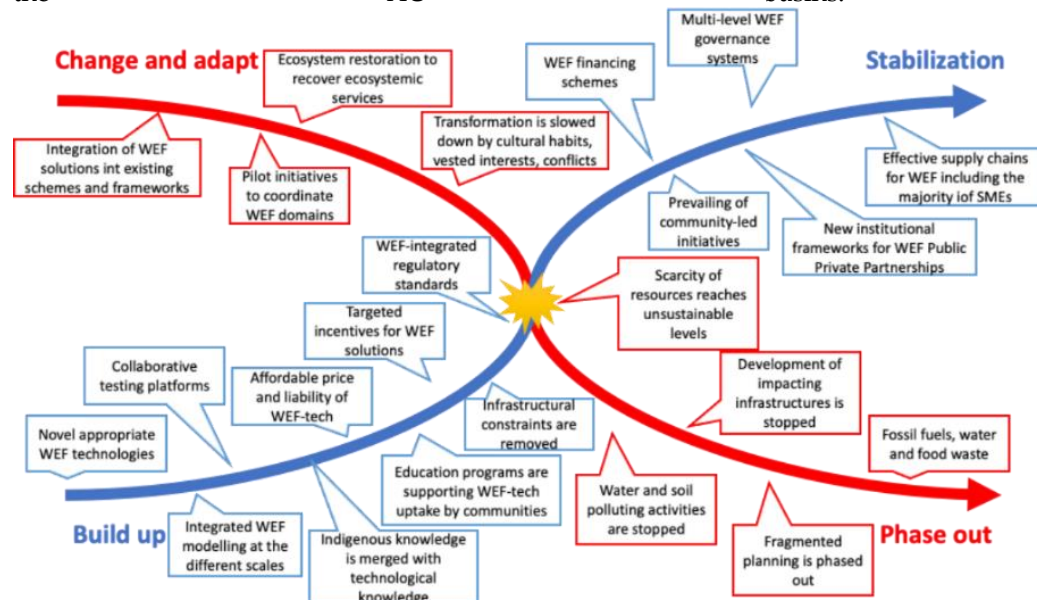 Change and adapt
Ecosystem restoration to
recover ecosystemic
services
Integration of WEF
solutions int existing
schemes and frameworks
Pilot initiatives
to coordinate
WEF domains
Transformation is slowed
down by cultural habits,
vested interests, conflicts
WEF financing
schemes
Multi-level WEF
governance
systems
Stabilization
Effective supply chains
for WEF including the
majority iof SMEs
Prevailing of
community-led
initiatives
New institutional
frameworks for WEF Public
Private Partnerships
WEF-integrated
regulatory
standards
Scarcity of
resources reaches
unsustainable
levels
Targeted
incentives for WEF
solutions
Collaborative
testing platforms
Affordable price
and liability of
WEF-tech
Infrastructural
constraints are
removed
Development of
impacting
infrastructures is
stopped
Novel appropriate
WEF technologies
Fossil fuels, water
and food waste
Education programs are
supporting WEF-tech
uptake by communities
Water and soil
polluting activities
are stopped
Build up
Integrated WEF
modelling at the
different scales
Indigenous knowledge
is merged with
technological
knowledge
Fragmented
planning is phased
out
Phase out